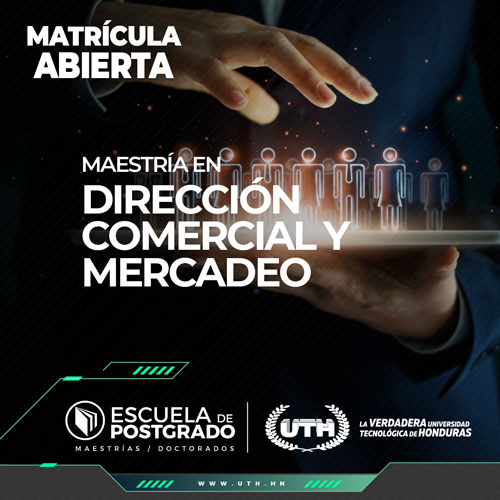 MATRÍCULA
ABIERTA
MAESTRÍA EN
DIRECCIÓN
COMERCIAL Y
MERCADEO
ESCUELA DE
POSTGRADO
MAESTRÍAS / DOCTORADOS
UTH
LA VERDADERA UNIVERSIDAD
TECNOLÓGICA DE HONDURAS
WWW.UTH.HN